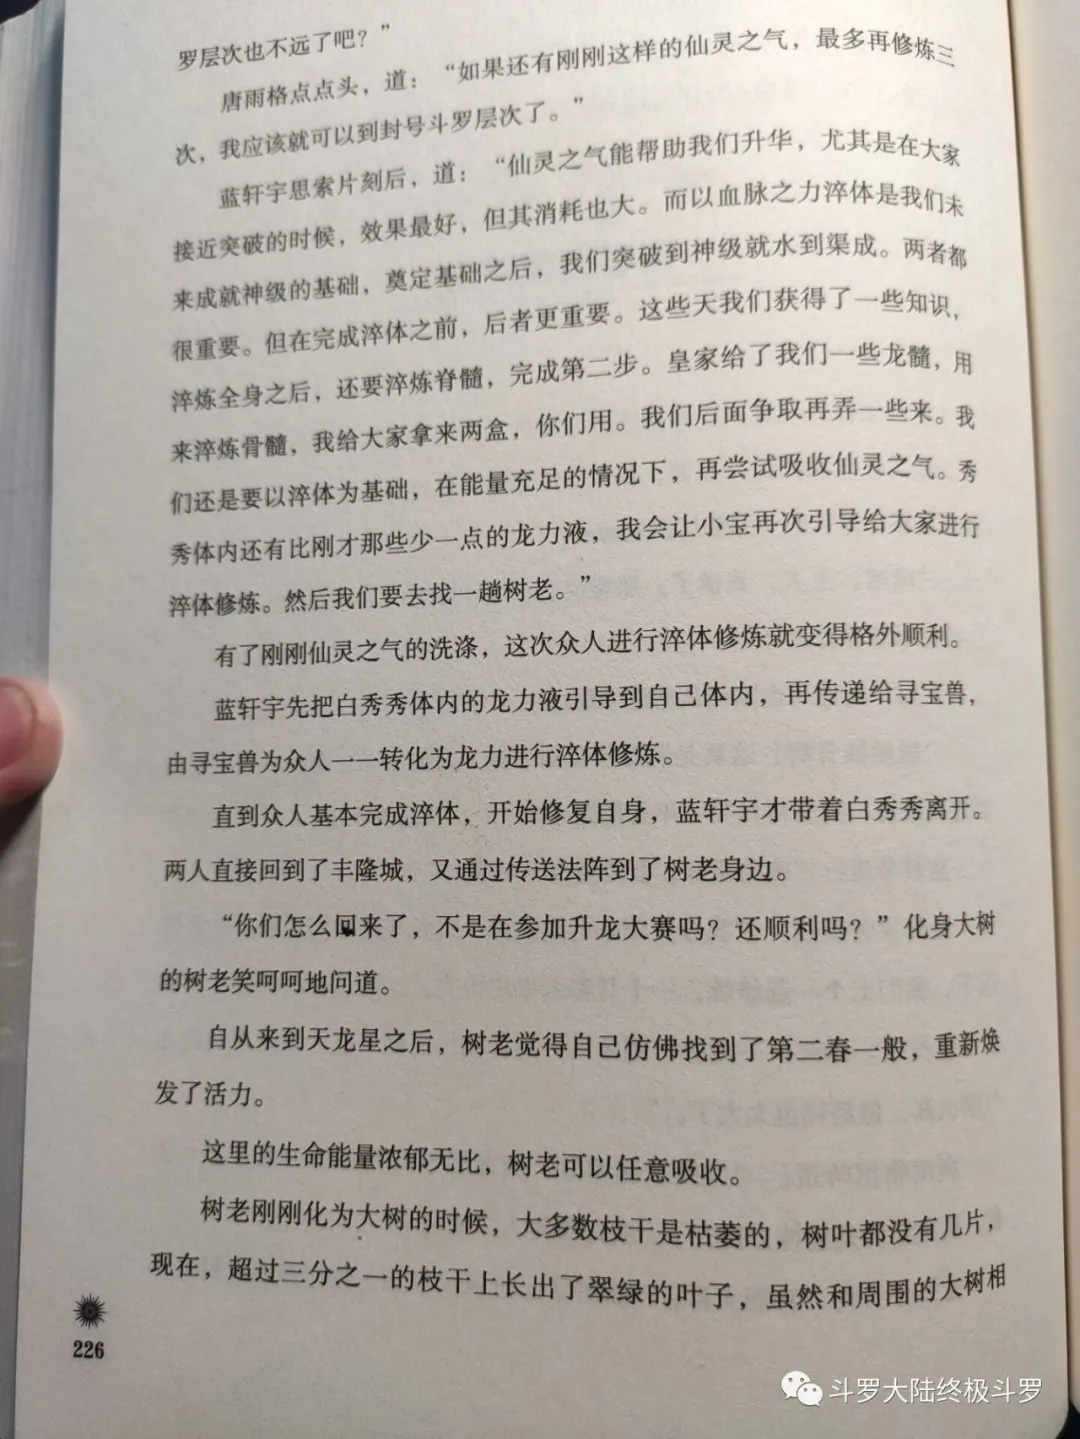 罗层次也不远了吧？”
唐雨格点点头，道：“如果还有刚刚这样的仙灵之气，最多再修炼三
次，我应该就可以到封号斗罗层次了。”
蓝轩宇思索片刻后，道：“仙灵之气能帮助我们升华，尤其是在大家
接近突破的时候，效果最好，但其消耗也大。而以血脉之力淬体是我们未
来成就神级的基础，奠定基础之后，我们突破到神级就水到渠成。两者都
很重要。但在完成淬体之前，后者更重要。这些天我们获得了一些知识，
淬炼全身之后，还要淬炼脊髓，完成第二步。皇家给了我们一些龙髓，用
来淬炼骨髓，我给大家拿来两盒，你们用。我们后面争取再弄一些来。我
们还是要以淬体为基础，在能量充足的情况下，再尝试吸收仙灵之气。秀
秀体内还有比刚才那些少一点的龙力液，我会让小宝再次引导给大家进行
淬体修炼。然后我们要去找一趟树老。”
有了刚刚仙灵之气的洗涤，这次众人进行淬体修炼就变得格外顺利。
蓝轩宇先把白秀秀体内的龙力液引导到自己体内，再传递给寻宝兽，
由寻宝兽为众人一一转化为龙力进行淬体修炼。
直到众人基本完成淬体，开始修复自身，蓝轩宇才带着白秀秀离开。
两人直接回到了丰隆城，又通过传送法阵到了树老身边。
“你们怎么回来了，不是在参加升龙大赛吗？还顺利吗？”化身大树
的树老笑呵呵地问道。
自从来到天龙星之后，树老觉得自己仿佛找到了第二春一般，重新焕
发了活力。
这里的生命能量浓郁无比，树老可以任意吸收。
树老刚刚化为大树的时候，大多数枝干是枯萎的，树叶都没有几片，
现在，超过三分之一的枝干上长出了翠绿的叶子，虽然和周围的大树相
226
斗罗大陆终极斗罗